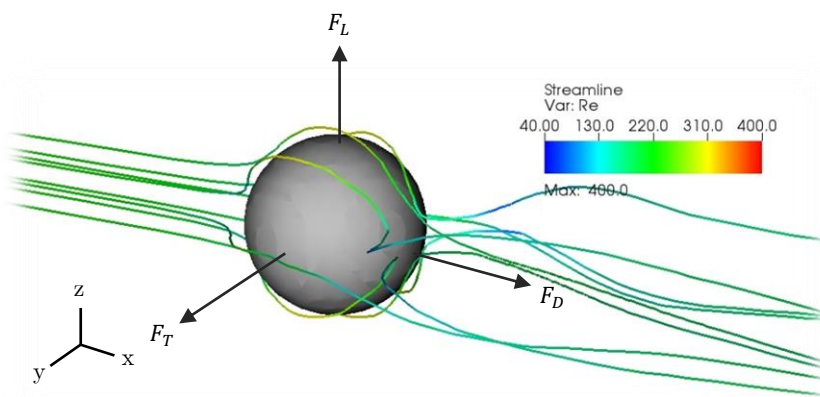 F_L
Streamline
Var: Re
40.00 130.0 220.0 310.0 400.0
Max: 400.0
F_D
F_T
z
y
x